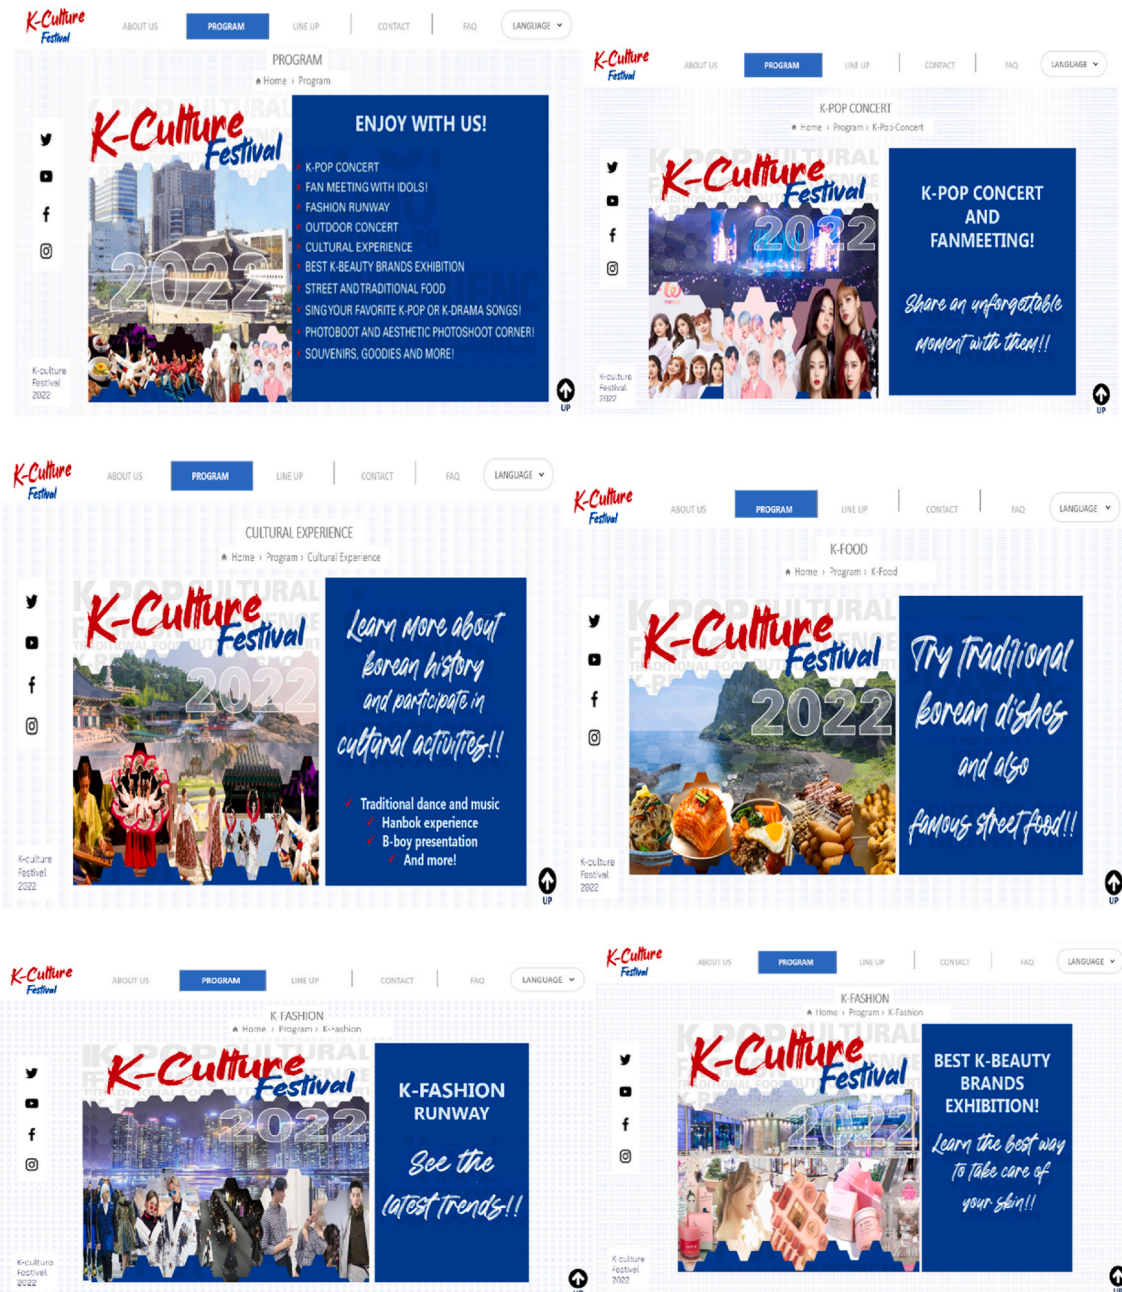 K-Culture
Festival
ABOUT US
PROGRAM
LINE UP
CONTACT
FAQ
LANGUAGE
PROGRAM
Home › Program
K-Culture
Festival
2022
ENJOY WITH US!
K-POP CONCERT
FAN MEETING WITH IDOLS!
FASHION RUNWAY
OUTDOOR CONCERT
CULTURAL EXPERIENCE
BEST K-BEAUTY BRANDS EXHIBITION
STREET AND TRADITIONAL FOOD
SING YOUR FAVORITE K-POP OR K-DRAMA SONGS!
PHOTOBOOT AND AESTHETIC PHOTOSHOOT CORNER!
SOUVENIRS, GOODIES AND MORE!
K-culture
Festival
2022
UP
K-Culture
Festival
ABOUT US
PROGRAM
LINE UP
CONTACT
FAQ
LANGUAGE
K-POP CONCERT
Home › Program › K-Pop Concert
K-Culture
Festival
2022
TWICE
K-POP CONCERT
AND
FANMEETING!
Share an unforgettable
moment with them!!
K-culture
Festival
2022
UP
K-Culture
Festival
ABOUT US
PROGRAM
LINE UP
CONTACT
FAQ
LANGUAGE
CULTURAL EXPERIENCE
Home › Program › Cultural Experience
K-POP CULTURAL
K-Culture
Festival
TRADITIONAL FOOD
2022
Learn more about
korean history
and participate in
cultural activities!!
Traditional dance and music
Hanbok experience
B-boy presentation
And more!
K-culture
Festival
2022
UP
K-Culture
Festival
ABOUT US
PROGRAM
LINE UP
CONTACT
FAQ
LANGUAGE
K-FOOD
Home › Program › K-Food
K-POP CULTURAL
K-Culture
Festival
TRADITIONAL FOOD
2022
Try Traditional
korean dishes
and also
famous street food!!
K-culture
Festival
2022
UP
K-Culture
Festival
ABOUT US
PROGRAM
LINE UP
CONTACT
FAQ
LANGUAGE
K-FASHION
Home › Program › K-Fashion
K-Culture
Festival
2022
K-FASHION
RUNWAY
See the
latest trends!!
K-culture
Festival
2022
UP
K-Culture
Festival
ABOUT US
PROGRAM
LINE UP
CONTACT
FAQ
LANGUAGE
K-FASHION
Home › Program › K-Fashion
K-Culture
Festival
2022
BEST K-BEAUTY
BRANDS
EXHIBITION!
Learn the best way
to take care of
your skin!!
K-culture
Festival
2022
UP